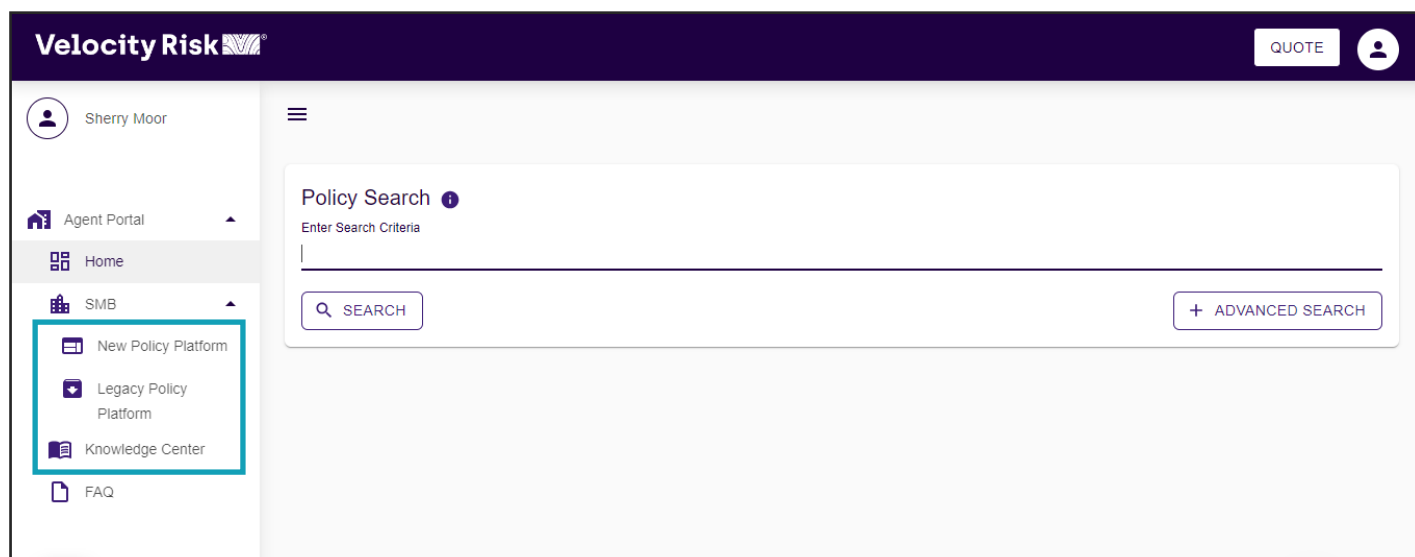 Velocity Risk®
QUOTE
Sherry Moor
Policy Search
Enter Search Criteria
Agent Portal
Home
SMB
SEARCH
+ ADVANCED SEARCH
New Policy Platform
Legacy Policy
Platform
Knowledge Center
FAQ